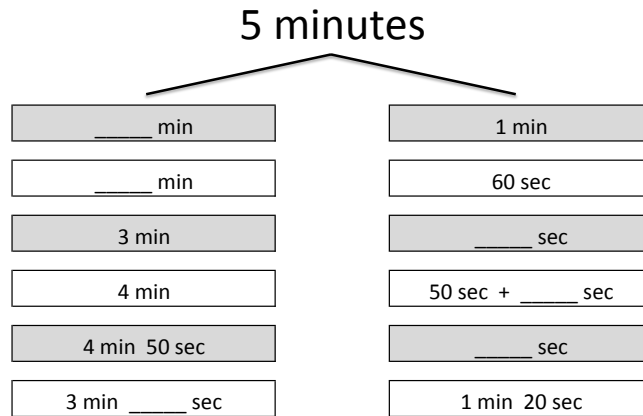 5 minutes
_____ min 1 min
_____ min 60 sec
3 min _____ sec
4 min 50 sec + _____ sec
4 min 50 sec _____ sec
3 min _____ sec 1 min 20 sec